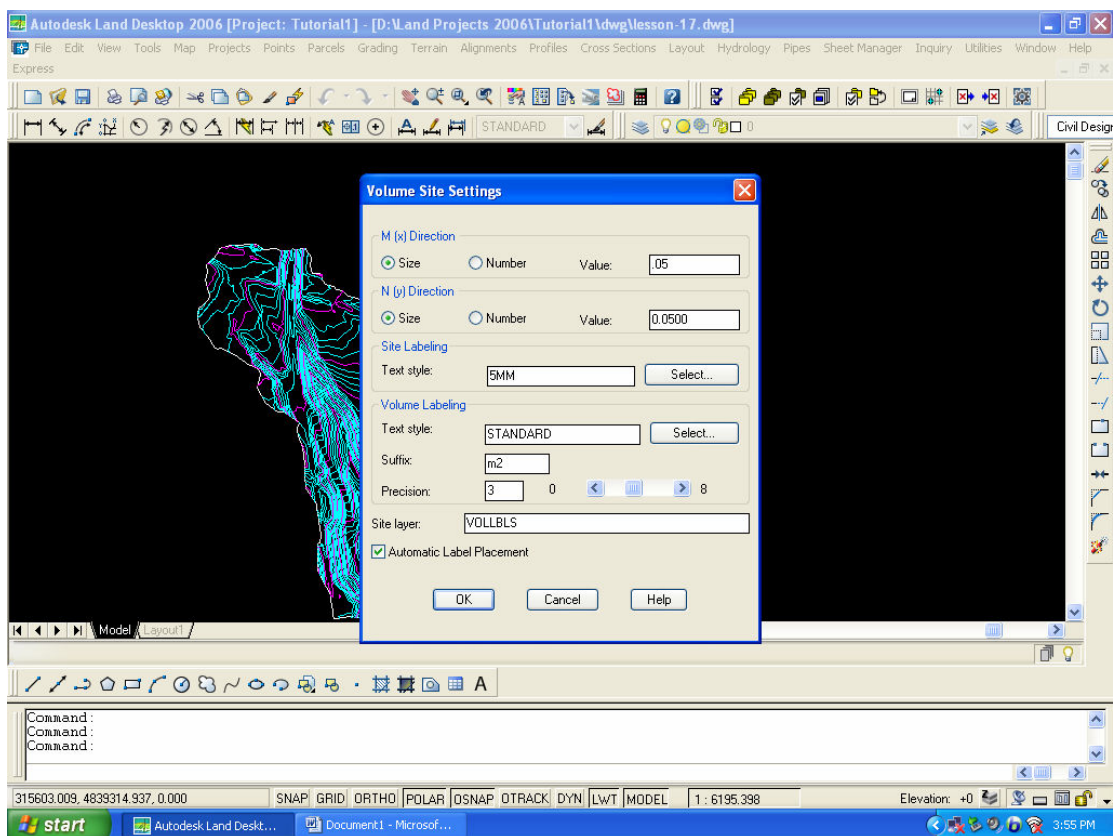 Autodesk Land Desktop 2006 [Project: Tutorial1] - [D:\Land Projects 2006\Tutorial1\dwg\lesson-17.dwg]
File Edit View Tools Map Projects Points Parcels Grading Terrain Alignments Profiles Cross Sections Layout Hydrology Pipes Sheet Manager Inquiry Utilities Window Help
Express
STANDARD 0 Civil Design
Volume Site Settings
M (x) Direction
Size Number Value: .05
N (y) Direction
Size Number Value: 0.0500
Site Labeling
Text style: 5MM Select...
Volume Labeling
Text style: STANDARD Select...
Suffix: m2
Precision: 3 0 8
Site layer: VOLLBLS
Automatic Label Placement
OK Cancel Help
Model Layout1
A
Command:
Command:
Command:
315603.009, 4839314.937, 0.000 SNAP GRID ORTHO POLAR OSNAP OTRACK DYN LWT MODEL 1 : 6195.398 Elevation: +0
start Autodesk Land Deskt... Document1 - Microsof... 3:55 PM